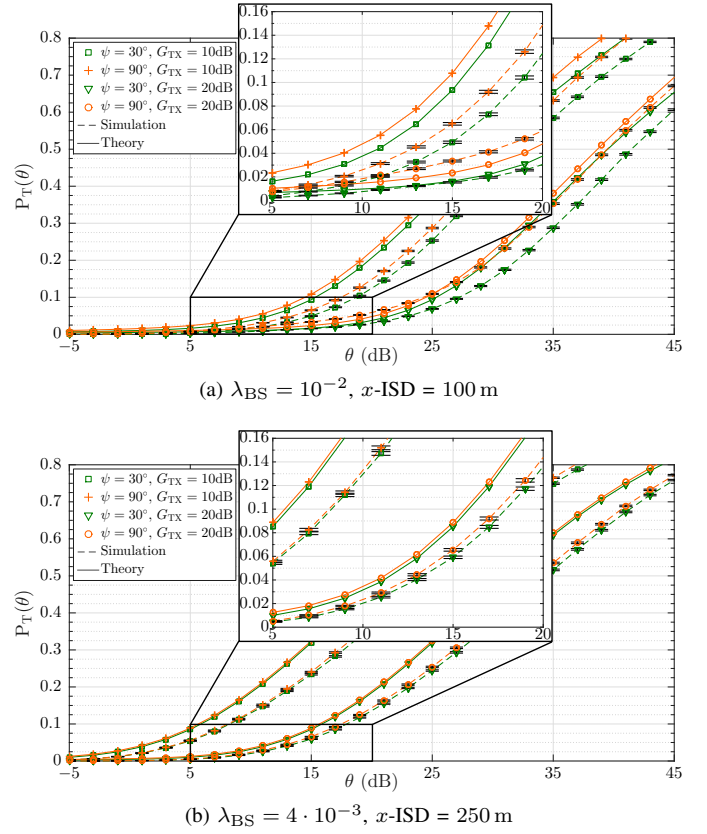 0.16
0.14
0.12
0.1
0.08
0.06
0.04
0.02
0
5 10 15 20
0.8
0.7
0.6
0.5
0.4
0.3
0.2
0.1
0
ψ = 30°, G_TX = 10dB
ψ = 90°, G_TX = 10dB
ψ = 30°, G_TX = 20dB
ψ = 90°, G_TX = 20dB
Simulation
Theory
P_T(θ)
−5 5 15 25 35 45
θ (dB)
(a) λ_BS = 10^−2, x-ISD = 100 m
0.16
0.14
0.12
0.1
0.08
0.06
0.04
0.02
0
5 10 15 20
0.8
0.7
0.6
0.5
0.4
0.3
0.2
0.1
0
ψ = 30°, G_TX = 10dB
ψ = 90°, G_TX = 10dB
ψ = 30°, G_TX = 20dB
ψ = 90°, G_TX = 20dB
Simulation
Theory
P_T(θ)
−5 5 15 25 35 45
θ (dB)
(b) λ_BS = 4 · 10^−3, x-ISD = 250 m